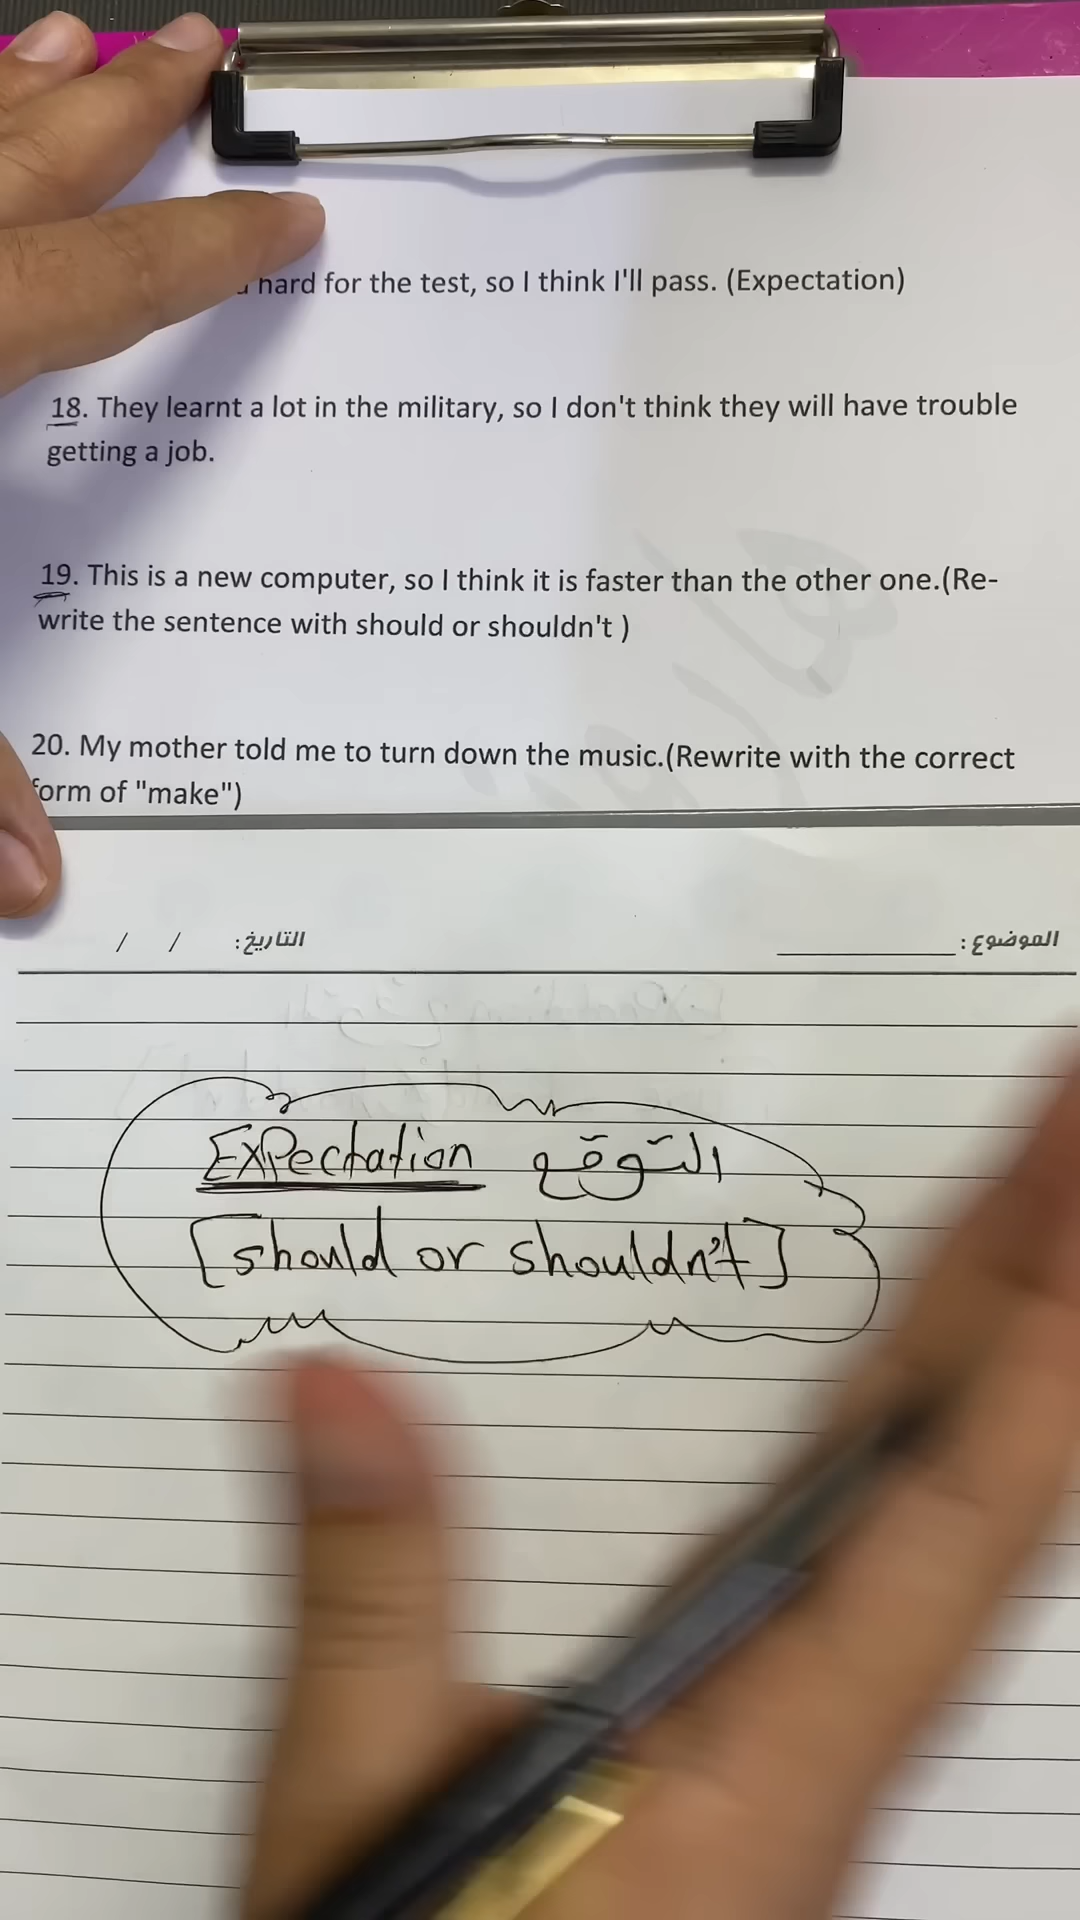 hard for the test, so I think I'll pass. (Expectation)
18. They learnt a lot in the military, so I don't think they will have trouble
getting a job.
19. This is a new computer, so I think it is faster than the other one.(Re-
write the sentence with should or shouldn't )
20. My mother told me to turn down the music.(Rewrite with the correct
form of "make")
الموضوع : التاريخ : / /
Expectation التوقع
[should or shouldn't]